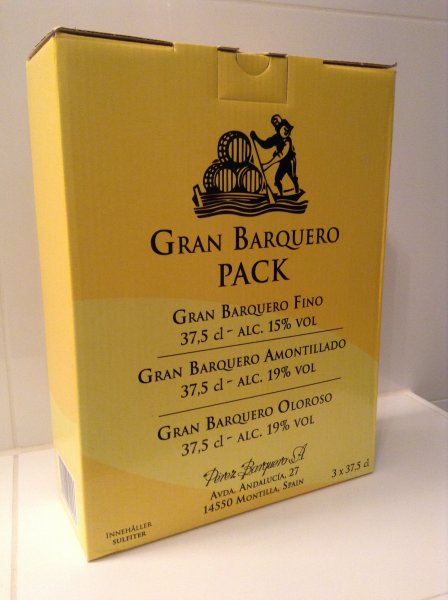 GRAN BARQUERO
PACK
GRAN BARQUERO FINO
37,5 cl - ALC. 15% VOL
GRAN BARQUERO AMONTILLADO
37,5 cl - ALC. 19% VOL
GRAN BARQUERO OLOROSO
37,5 cl - ALC. 19% VOL
Pérez Barquero S.A.
AVDA. ANDALUCÍA, 27
14550 MONTILLA, SPAIN
3 x 37,5 cl
INNEHÅLLER
SULFITER